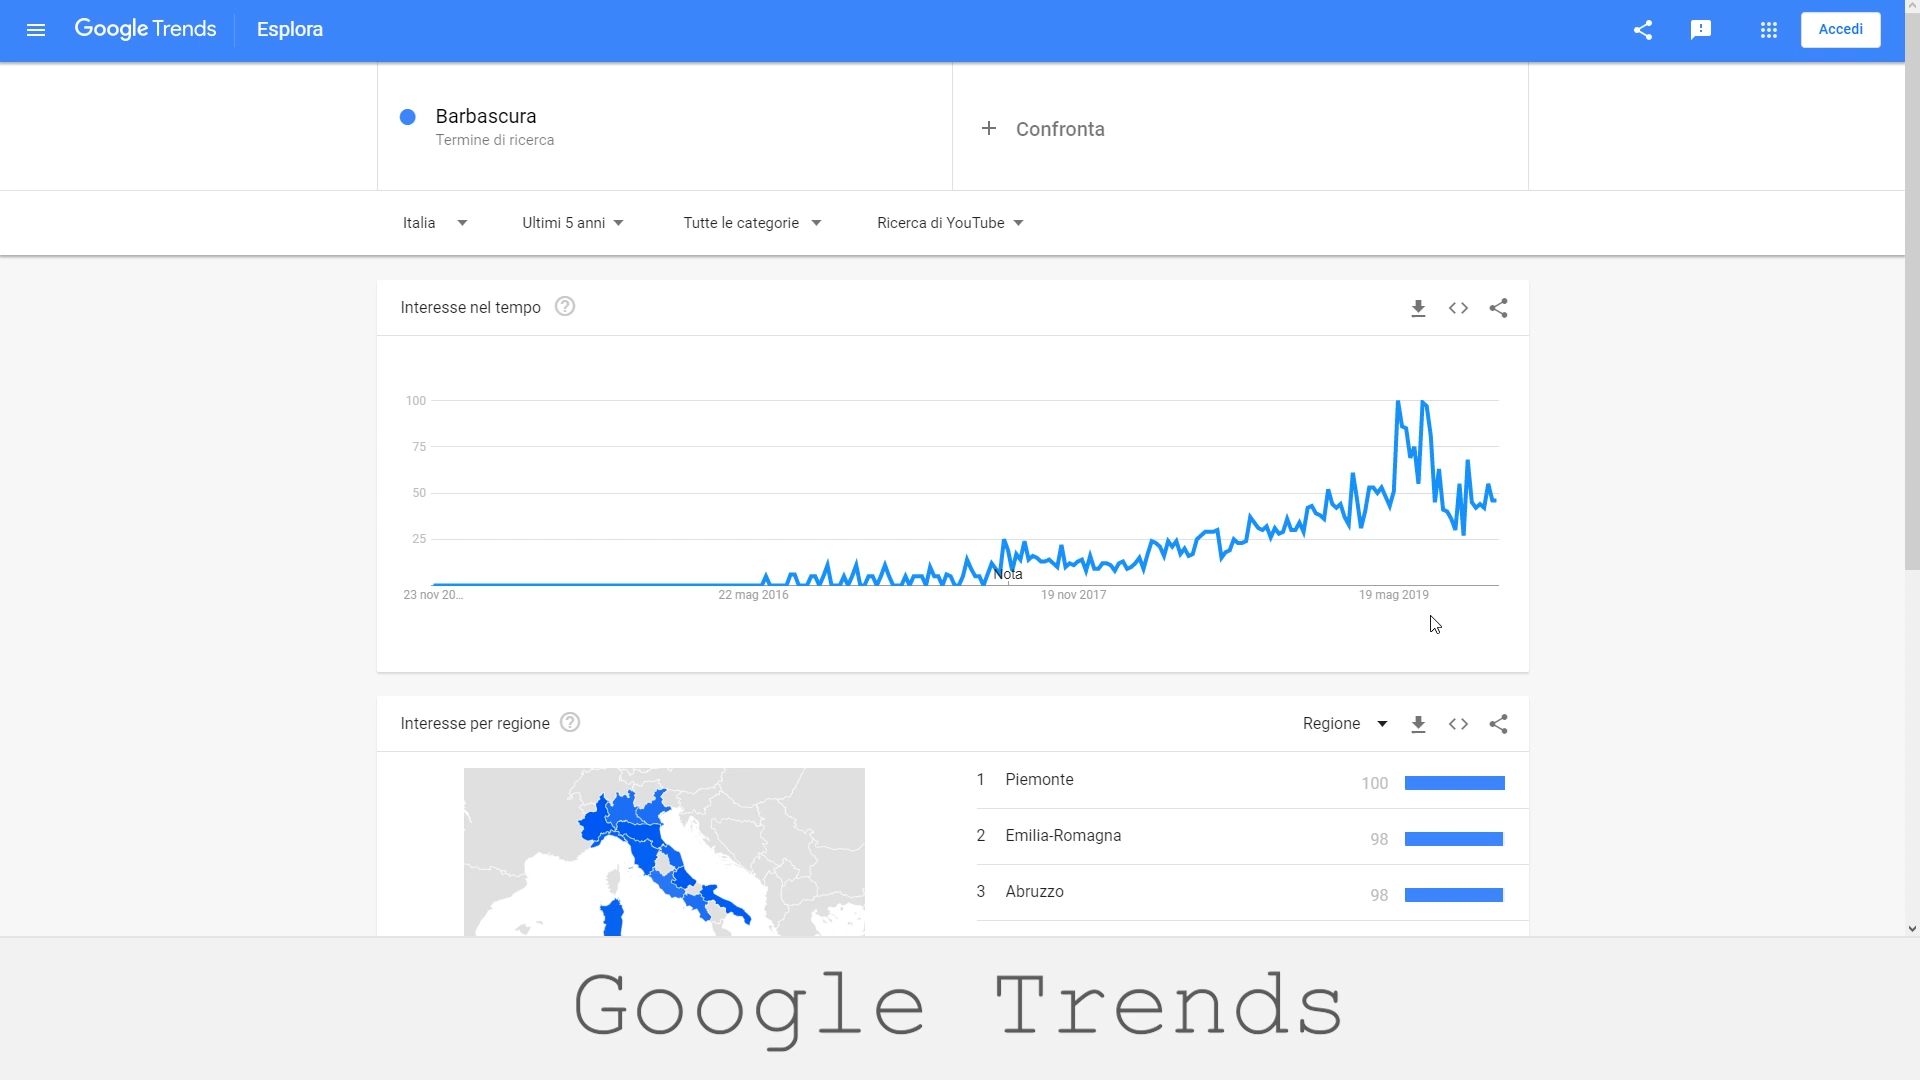 Google Trends Esplora Accedi
Barbascura
Termine di ricerca
+ Confronta
Italia Ultimi 5 anni Tutte le categorie Ricerca di YouTube
Interesse nel tempo
100
75
50
25
Nota
23 nov 20... 22 mag 2016 19 nov 2017 19 mag 2019
Interesse per regione Regione
1 Piemonte 100
2 Emilia-Romagna 98
3 Abruzzo 98
Google Trends